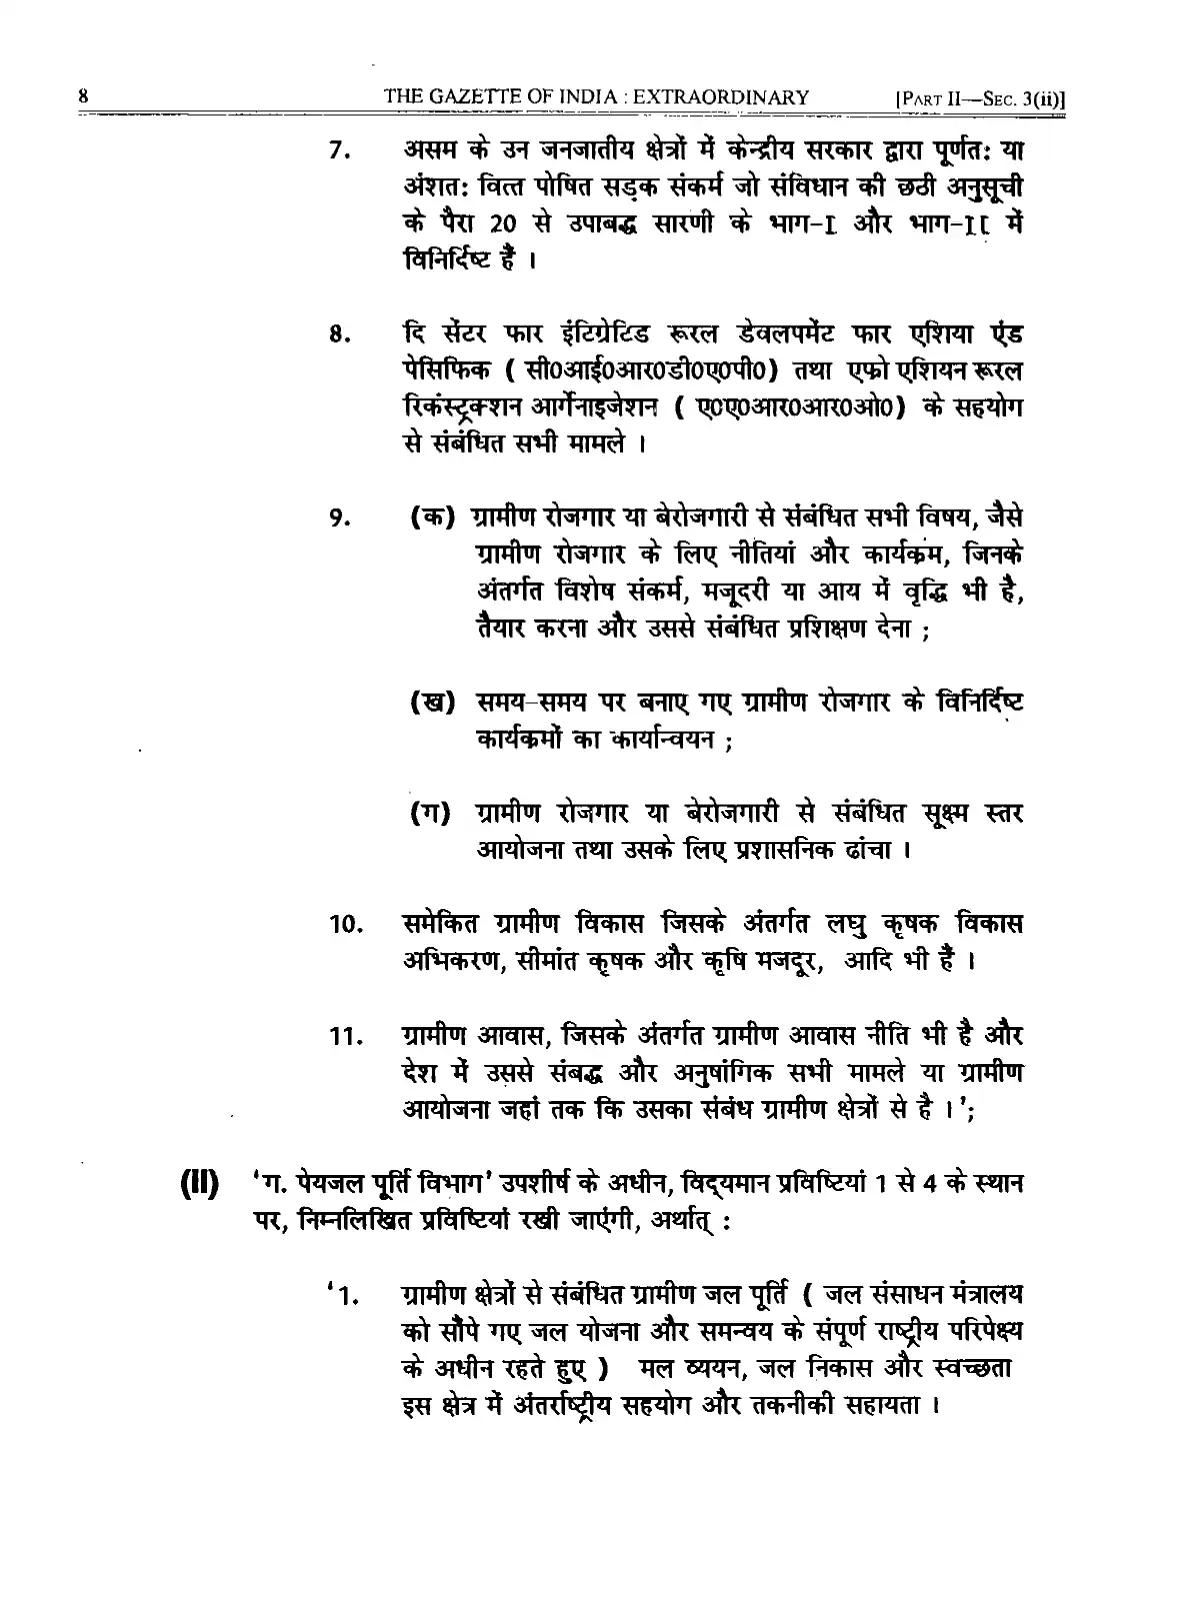 8 THE GAZETTE OF INDIA : EXTRAORDINARY [PART II—SEC. 3(ii)]
7. असम के उन जनजातीय क्षेत्रों में केन्द्रीय सरकार द्वारा पूर्णत: या
अंशत: वित्त पोषित सड़क संकर्म जो संविधान की छठी अनुसूची
के पैरा 20 से उपाबद्ध सारणी के भाग-I और भाग-II में
विनिर्दिष्ट हैं ।
8. दि सेंटर फार इंटिग्रेटिड रूरल डेवलपमेंट फार एशिया एंड
पेसिफिक ( सी0आई0आर0डी0ए0पी0) तथा एफ्रो एशियन रूरल
रिकंस्ट्रक्शन आर्गेनाइजेशन ( ए0ए0आर0आर0ओ0) के सहयोग
से संबंधित सभी मामले ।
9. (क) ग्रामीण रोजगार या बेरोजगारी से संबंधित सभी विषय, जैसे
ग्रामीण रोजगार के लिए नीतियां और कार्यक्रम, जिनके
अंतर्गत विशेष संकर्म, मजूदरी या आय में वृद्धि भी है,
तैयार करना और उससे संबंधित प्रशिक्षण देना ;
(ख) समय-समय पर बनाए गए ग्रामीण रोजगार के विनिर्दिष्ट
कार्यक्रमों का कार्यान्वयन ;
(ग) ग्रामीण रोजगार या बेरोजगारी से संबंधित सूक्ष्म स्तर
आयोजना तथा उसके लिए प्रशासनिक ढांचा ।
10. समेकित ग्रामीण विकास जिसके अंतर्गत लघु कृषक विकास
अभिकरण, सीमांत कृषक और कृषि मजदूर, आदि भी हैं ।
11. ग्रामीण आवास, जिसके अंतर्गत ग्रामीण आवास नीति भी है और
देश में उससे संबद्ध और अनुषांगिक सभी मामले या ग्रामीण
आयोजना जहां तक कि उसका संबंध ग्रामीण क्षेत्रों से है ।’;
(II) ‘ग. पेयजल पूर्ति विभाग’ उपशीर्ष के अधीन, विद्यमान प्रविष्टियां 1 से 4 के स्थान
पर, निम्नलिखित प्रविष्टियां रखी जाएंगी, अर्थात् :
‘1. ग्रामीण क्षेत्रों से संबंधित ग्रामीण जल पूर्ति ( जल संसाधन मंत्रालय
को सौंपे गए जल योजना और समन्वय के संपूर्ण राष्ट्रीय परिपेक्ष्य
के अधीन रहते हुए ) मल व्ययन, जल निकास और स्वच्छता
इस क्षेत्र में अंतर्राष्ट्रीय सहयोग और तकनीकी सहायता ।